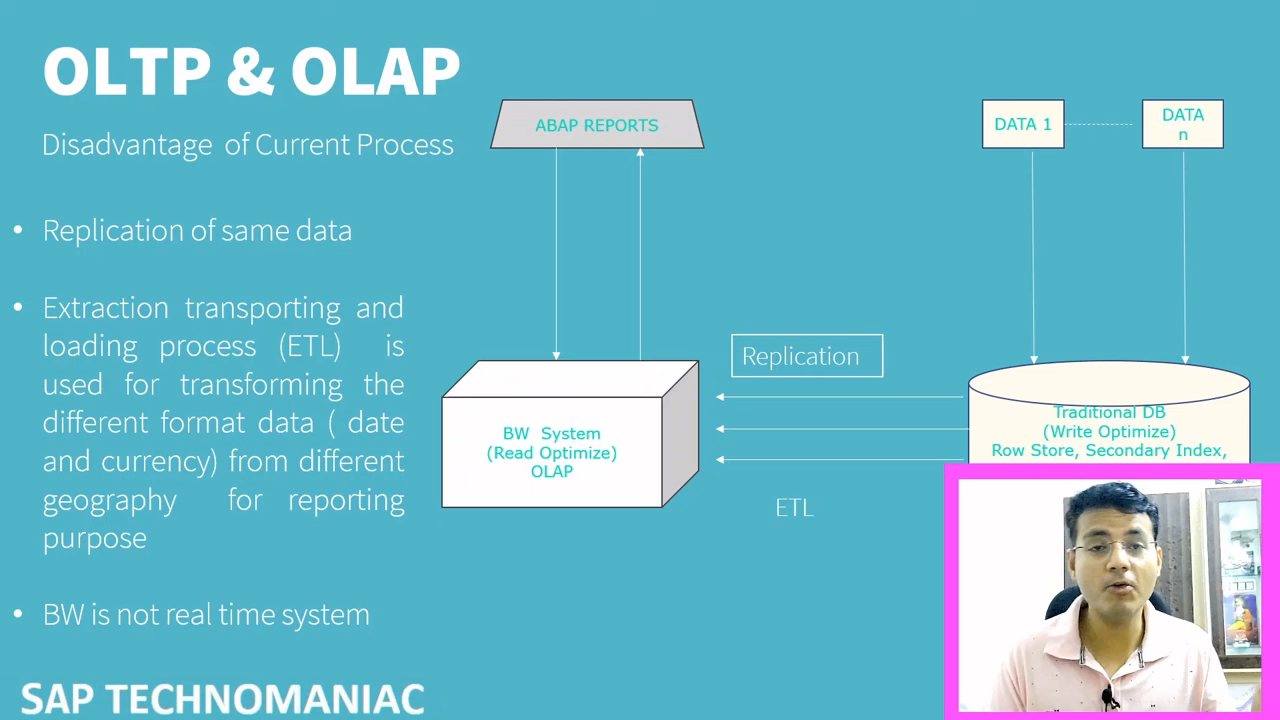 OLTP & OLAP
Disadvantage of Current Process
• Replication of same data
• Extraction transporting and
loading process (ETL) is
used for transforming the
different format data ( date
and currency) from different
geography for reporting
purpose
• BW is not real time system
SAP TECHNOMANIAC
ABAP REPORTS
BW System
(Read Optimize)
OLAP
Replication
ETL
DATA 1
DATA
n
Traditional DB
(Write Optimize)
Row Store, Secondary Index,